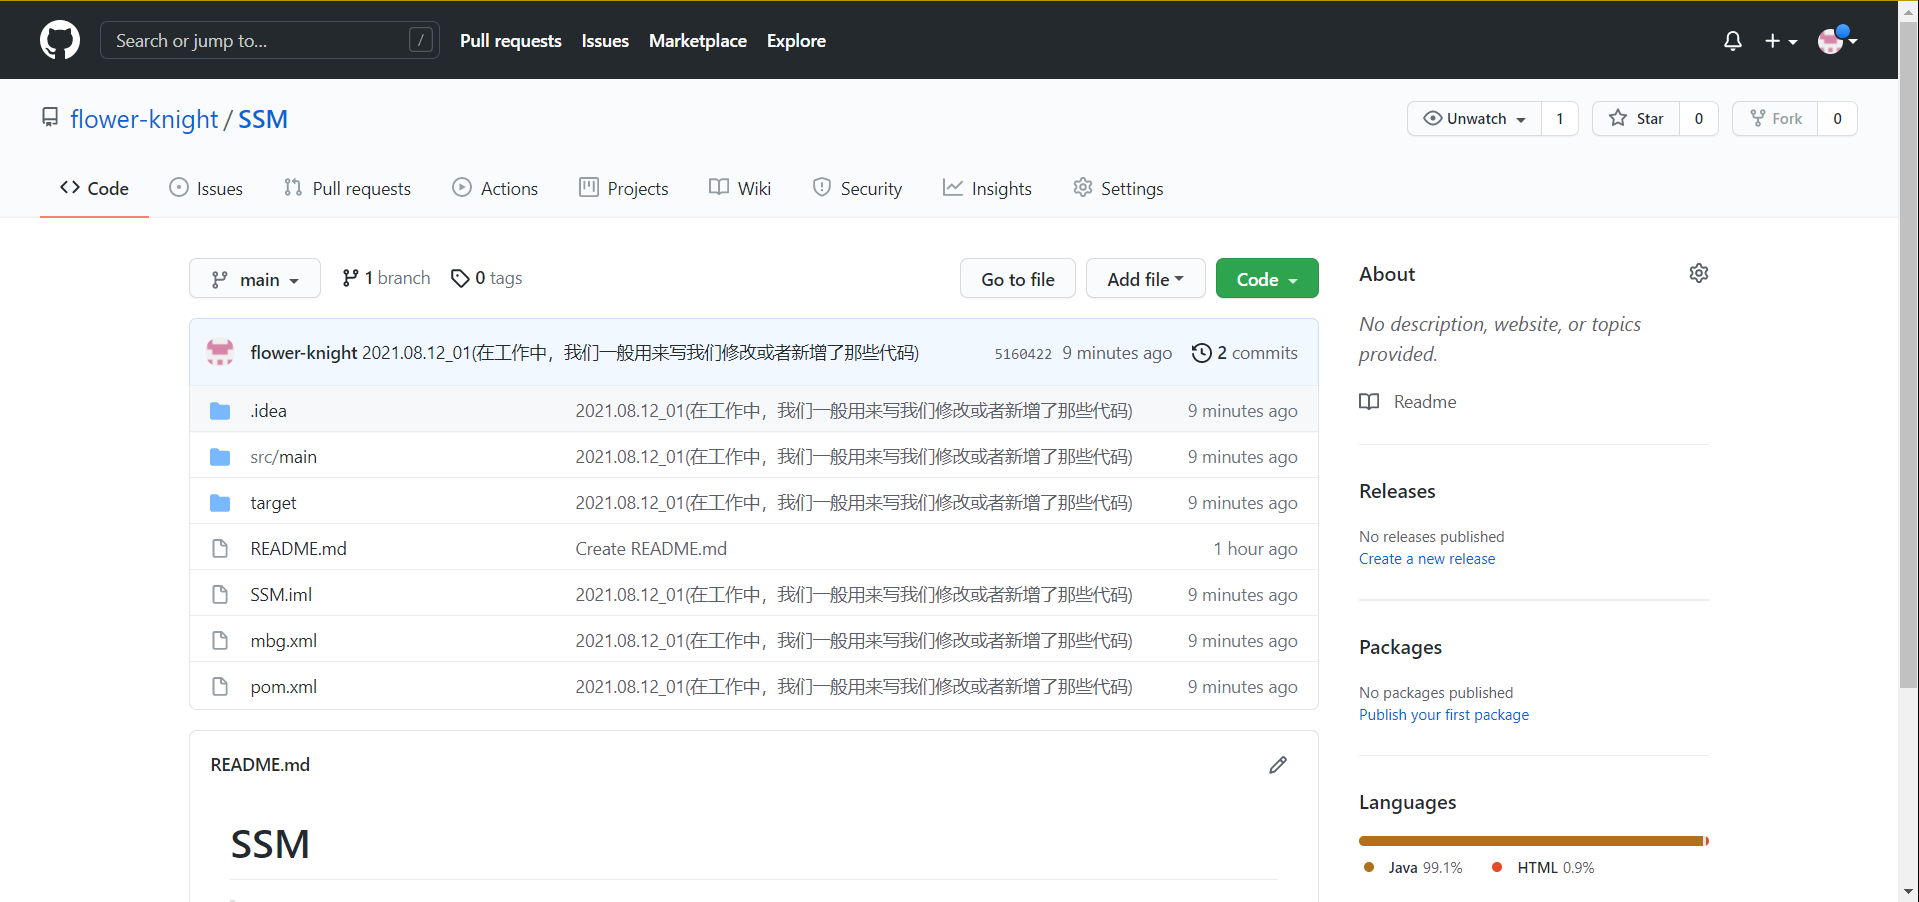 Search or jump to... / Pull requests Issues Marketplace Explore
flower-knight / SSM Unwatch 1 Star 0 Fork 0
Code Issues Pull requests Actions Projects Wiki Security Insights Settings
main 1 branch 0 tags Go to file Add file Code
flower-knight 2021.08.12_01(在工作中，我们一般用来写我们修改或者新增了那些代码) 5160422 9 minutes ago 2 commits
.idea 2021.08.12_01(在工作中，我们一般用来写我们修改或者新增了那些代码) 9 minutes ago
src/main 2021.08.12_01(在工作中，我们一般用来写我们修改或者新增了那些代码) 9 minutes ago
target 2021.08.12_01(在工作中，我们一般用来写我们修改或者新增了那些代码) 9 minutes ago
README.md Create README.md 1 hour ago
SSM.iml 2021.08.12_01(在工作中，我们一般用来写我们修改或者新增了那些代码) 9 minutes ago
mbg.xml 2021.08.12_01(在工作中，我们一般用来写我们修改或者新增了那些代码) 9 minutes ago
pom.xml 2021.08.12_01(在工作中，我们一般用来写我们修改或者新增了那些代码) 9 minutes ago
README.md
SSM
About
No description, website, or topics
provided.
Readme
Releases
No releases published
Create a new release
Packages
No packages published
Publish your first package
Languages
Java 99.1% HTML 0.9%